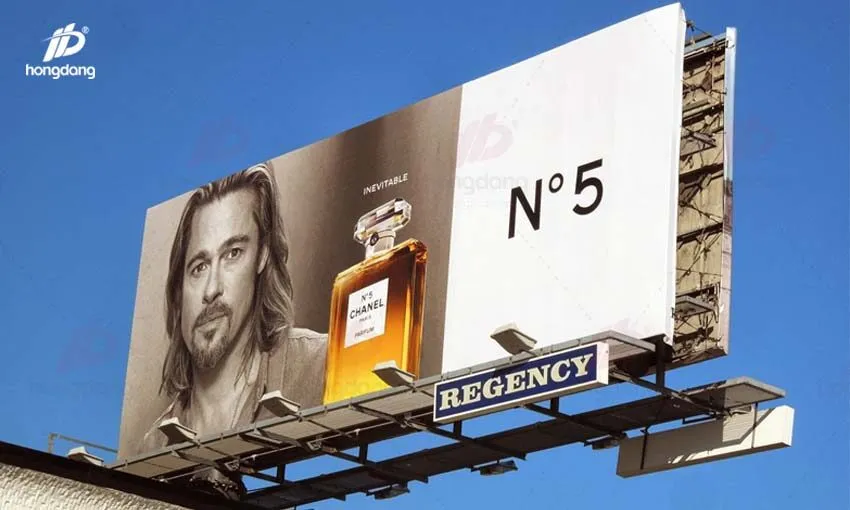 hongdang
INEVITABLE
N°5
CHANEL
PARIS
PARFUM
N°5
hongdang
REGENCY